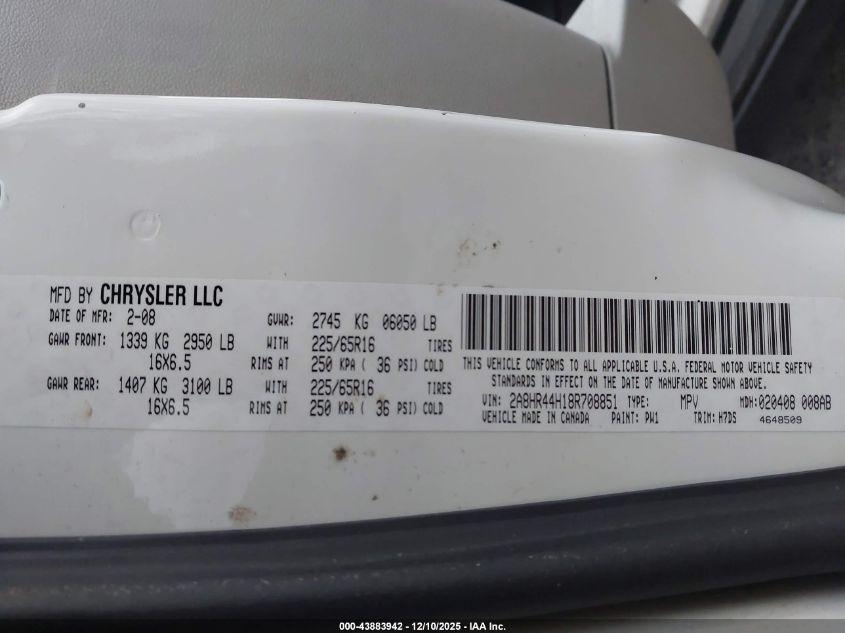 MFD BY CHRYSLER LLC
DATE OF MFR: 2-08 GVWR: 2745 KG 06050 LB
GAWR FRONT: 1339 KG 2950 LB WITH 225/65R16 TIRES
16X6.5 RIMS AT 250 KPA ( 36 PSI) COLD
GAWR REAR: 1407 KG 3100 LB WITH 225/65R16 TIRES
16X6.5 RIMS AT 250 KPA ( 36 PSI) COLD
THIS VEHICLE CONFORMS TO ALL APPLICABLE U.S.A. FEDERAL MOTOR VEHICLE SAFETY
STANDARDS IN EFFECT ON THE DATE OF MANUFACTURE SHOWN ABOVE.
VIN: 2A8HR44H18R708851 TYPE: MPV MDH:020408 008AB
VEHICLE MADE IN CANADA PAINT: PW1 TRIM: H7DS 4648509
000-43883942 - 12/10/2025 - IAA Inc.